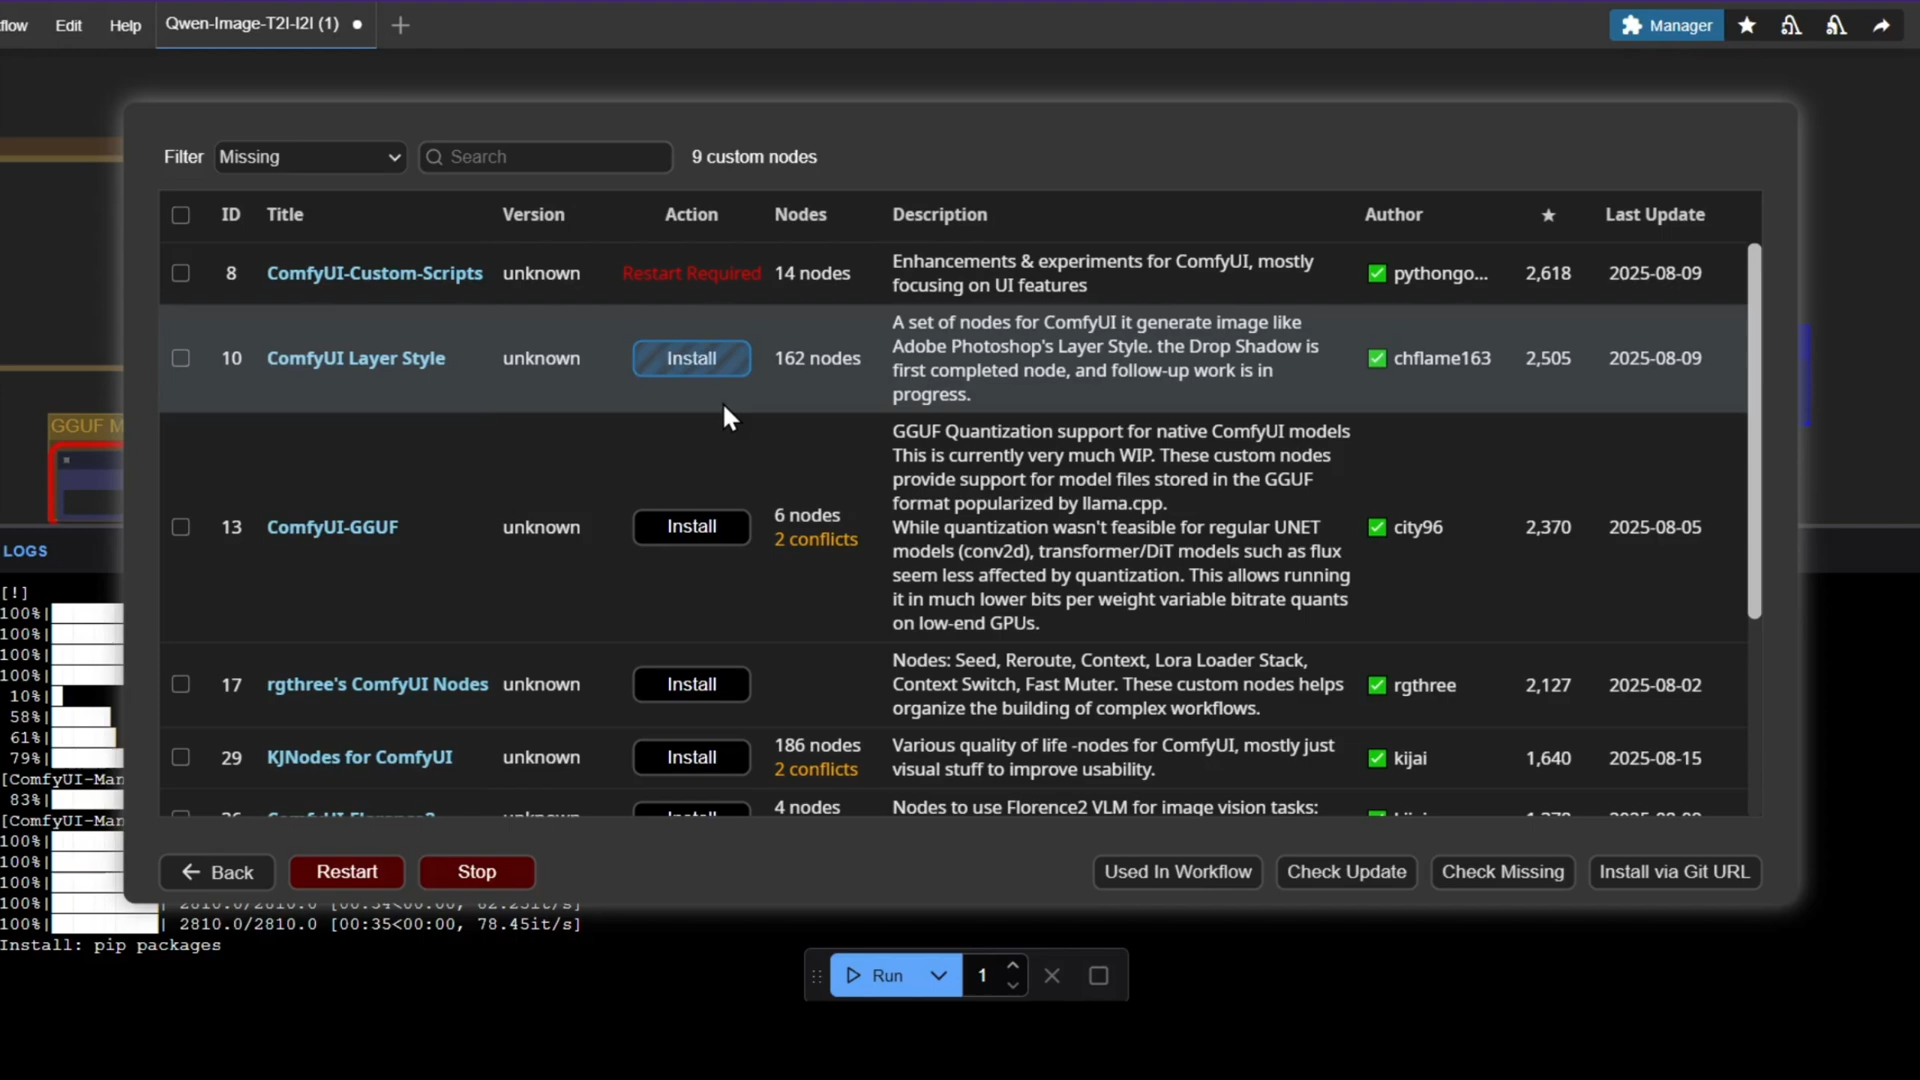 flow Edit Help Qwen-Image-T2I-I2I (1) Manager
Filter Missing Search 9 custom nodes
ID Title Version Action Nodes Description Author ★ Last Update
8 ComfyUI-Custom-Scripts unknown Restart Required 14 nodes Enhancements & experiments for ComfyUI, mostly
focusing on UI features
pythongo... 2,618 2025-08-09
10 ComfyUI Layer Style unknown Install 162 nodes A set of nodes for ComfyUI it generate image like
Adobe Photoshop's Layer Style. the Drop Shadow is
first completed node, and follow-up work is in
progress.
chflame163 2,505 2025-08-09
GGUF M
13 ComfyUI-GGUF unknown Install 6 nodes
2 conflicts
GGUF Quantization support for native ComfyUI models
This is currently very much WIP. These custom nodes
provide support for model files stored in the GGUF
format popularized by llama.cpp.
While quantization wasn't feasible for regular UNET
models (conv2d), transformer/DiT models such as flux
seem less affected by quantization. This allows running
it in much lower bits per weight variable bitrate quants
on low-end GPUs.
city96 2,370 2025-08-05
17 rgthree's ComfyUI Nodes unknown Install Nodes: Seed, Reroute, Context, Lora Loader Stack,
Context Switch, Fast Muter. These custom nodes helps
organize the building of complex workflows.
rgthree 2,127 2025-08-02
29 KJNodes for ComfyUI unknown Install 186 nodes
2 conflicts
Various quality of life -nodes for ComfyUI, mostly just
visual stuff to improve usability.
kijai 1,640 2025-08-15
4 nodes Nodes to use Florence2 VLM for image vision tasks:
Back Restart Stop Used In Workflow Check Update Check Missing Install via Git URL
LOGS
[!]
100%|
100%|
100%|
100%|
10%|
58%|
61%|
79%|
[ComfyUI-Man
83%|
[ComfyUI-Man
100%|
100%|
100%|
100%| 2810.0/2810.0 [00:34<00:00, 82.23it/s]
100%| 2810.0/2810.0 [00:35<00:00, 78.45it/s]
Install: pip packages
Run 1